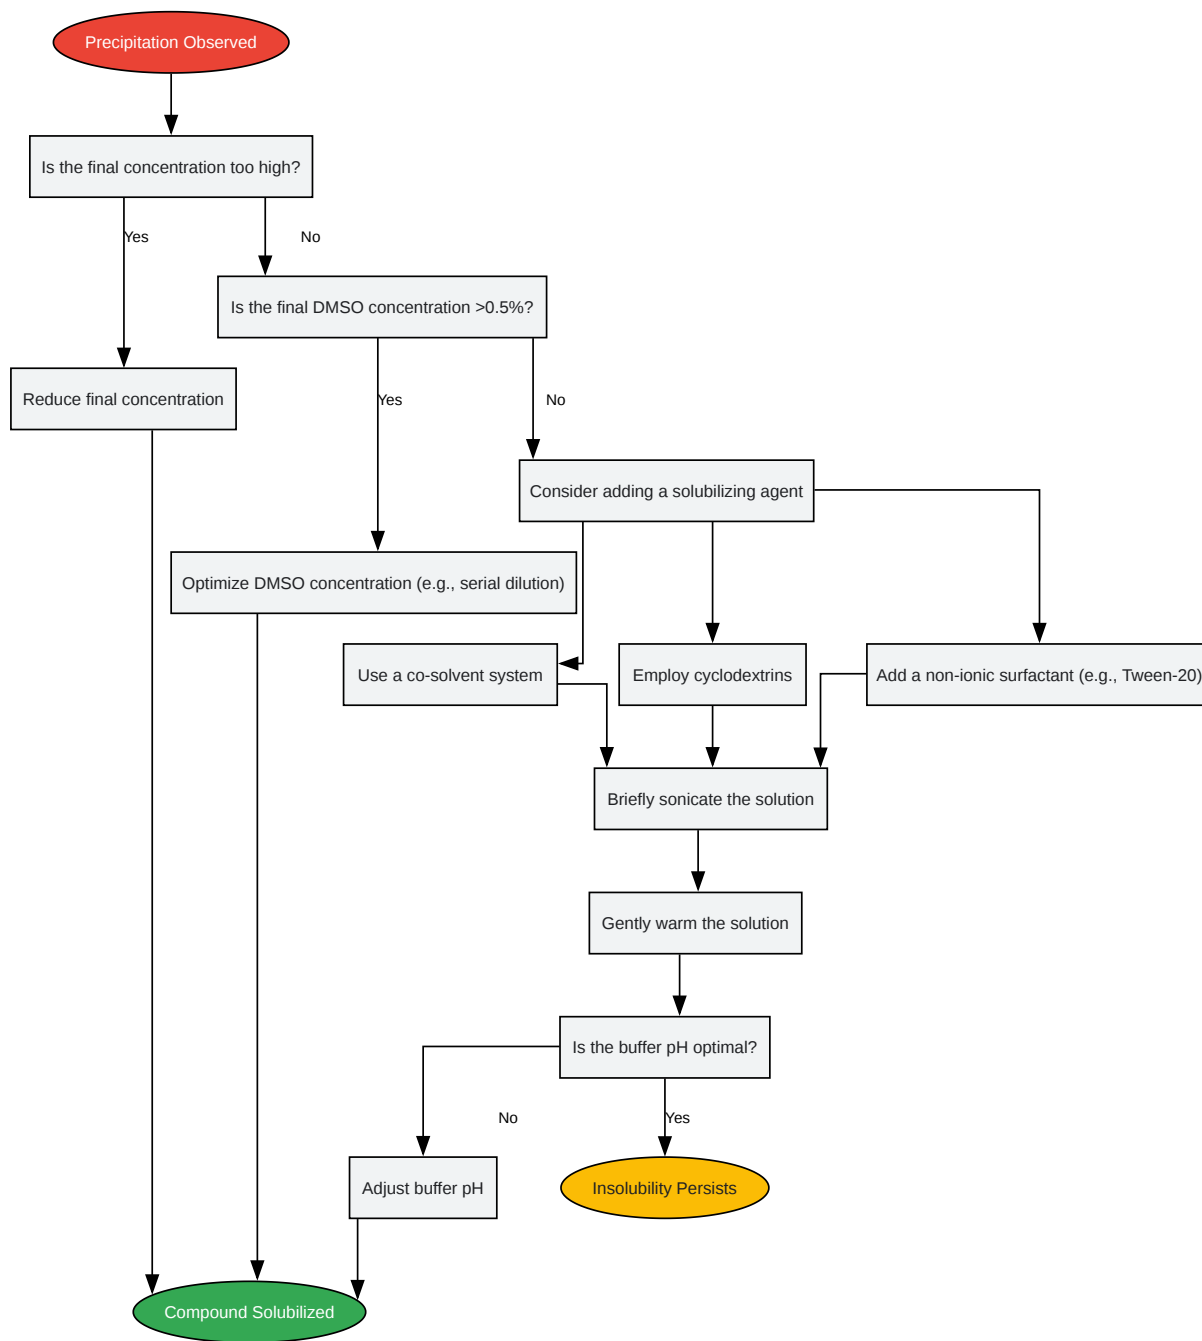 Precipitation Observed
Is the final concentration too high?
Yes
No
Is the final DMSO concentration >0.5%?
Reduce final concentration
Yes
No
Consider adding a solubilizing agent
Optimize DMSO concentration (e.g., serial dilution)
Use a co-solvent system
Employ cyclodextrins
Add a non-ionic surfactant (e.g., Tween-20)
Briefly sonicate the solution
Gently warm the solution
Is the buffer pH optimal?
No
Yes
Adjust buffer pH
Insolubility Persists
Compound Solubilized